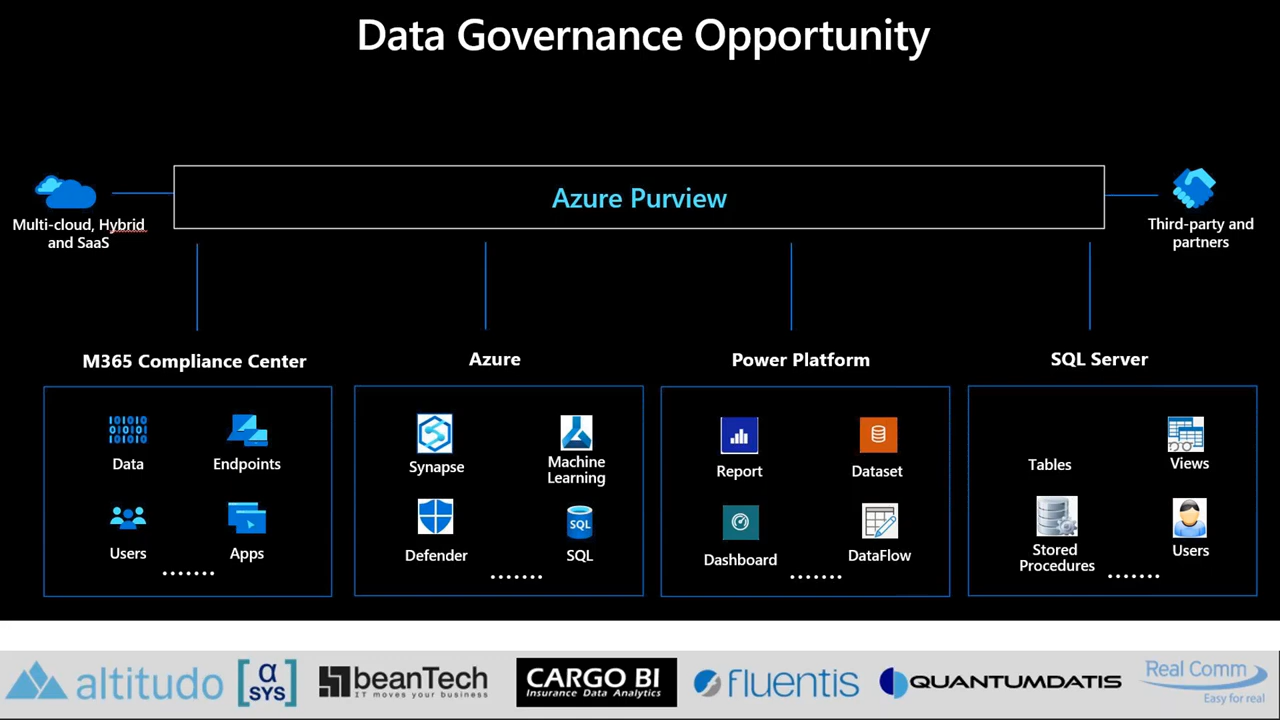 Data Governance Opportunity
Azure Purview
Multi-cloud, Hybrid
and SaaS
Third-party and
partners
M365 Compliance Center
Data
Endpoints
Users
Apps
.......
Azure
Synapse
Machine
Learning
Defender
SQL
SQL
.......
Power Platform
Report
Dataset
Dashboard
DataFlow
.......
SQL Server
Tables
Views
Stored
Procedures
Users
.......
altitudo
[α
SYS]
beanTech
IT moves your business
CARGO BI
Insurance Data Analytics
fluentis
QUANTUMDATIS
Real Comm
Easy for real